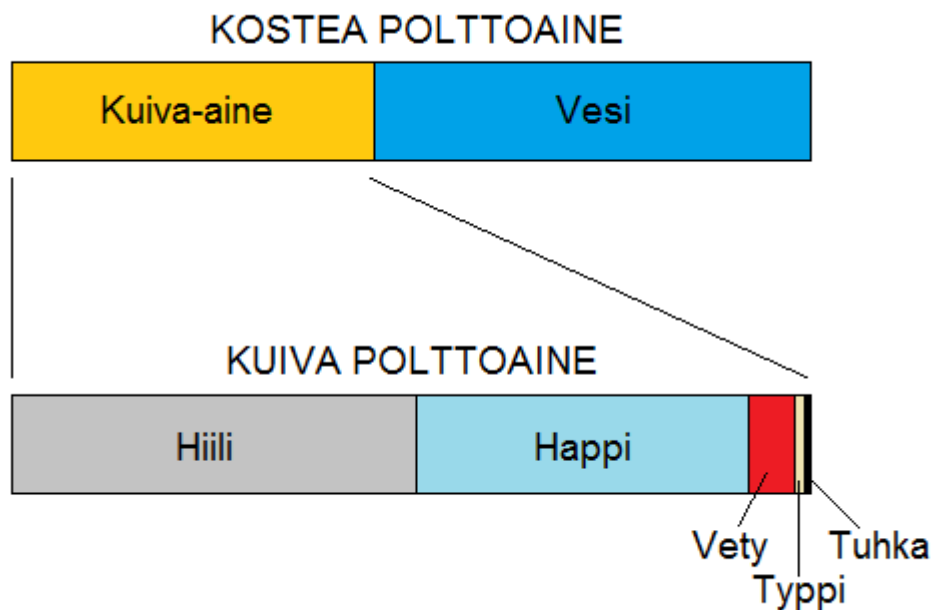 KOSTEA POLTTOAINE
Kuiva-aine
Vesi
KUIVA POLTTOAINE
Hiili
Happi
Vety
Tuhka
Typpi